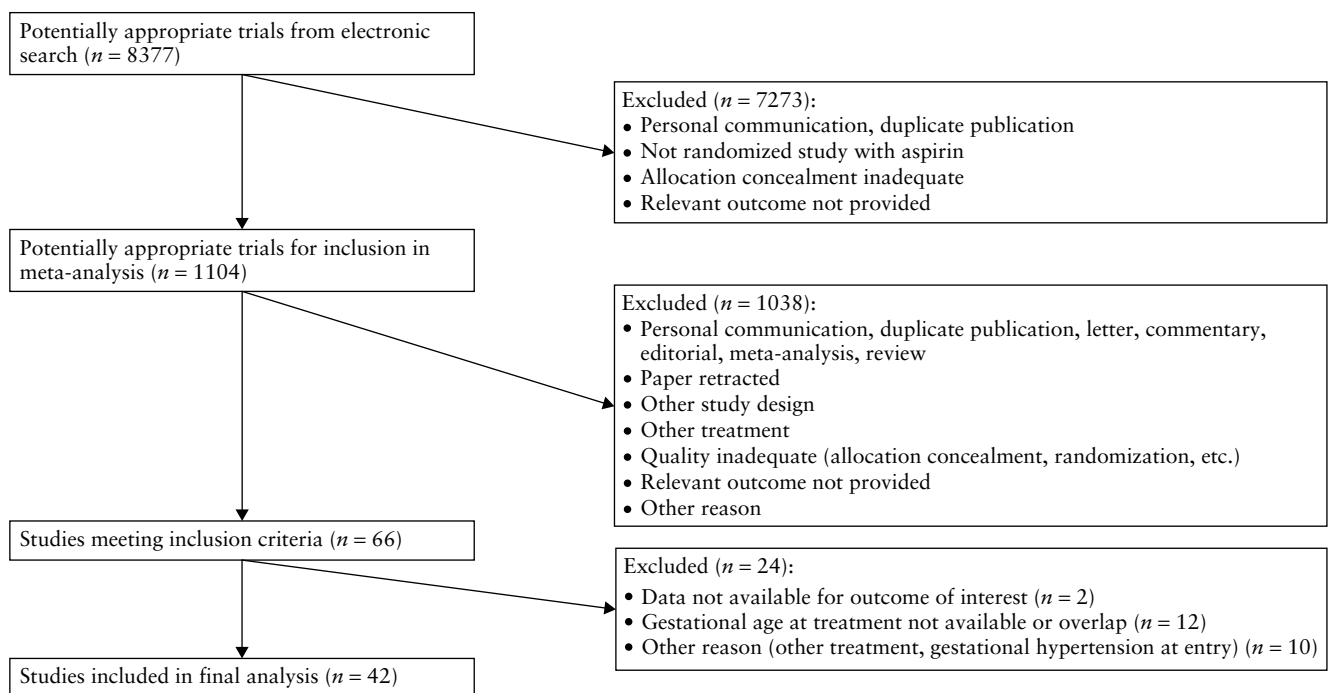 Potentially appropriate trials from electronic
search (n = 8377)
Excluded (n = 7273):
• Personal communication, duplicate publication
• Not randomized study with aspirin
• Allocation concealment inadequate
• Relevant outcome not provided
Potentially appropriate trials for inclusion in
meta-analysis (n = 1104)
Excluded (n = 1038):
• Personal communication, duplicate publication, letter, commentary,
editorial, meta-analysis, review
• Paper retracted
• Other study design
• Other treatment
• Quality inadequate (allocation concealment, randomization, etc.)
• Relevant outcome not provided
• Other reason
Studies meeting inclusion criteria (n = 66)
Excluded (n = 24):
• Data not available for outcome of interest (n = 2)
• Gestational age at treatment not available or overlap (n = 12)
• Other reason (other treatment, gestational hypertension at entry) (n = 10)
Studies included in final analysis (n = 42)